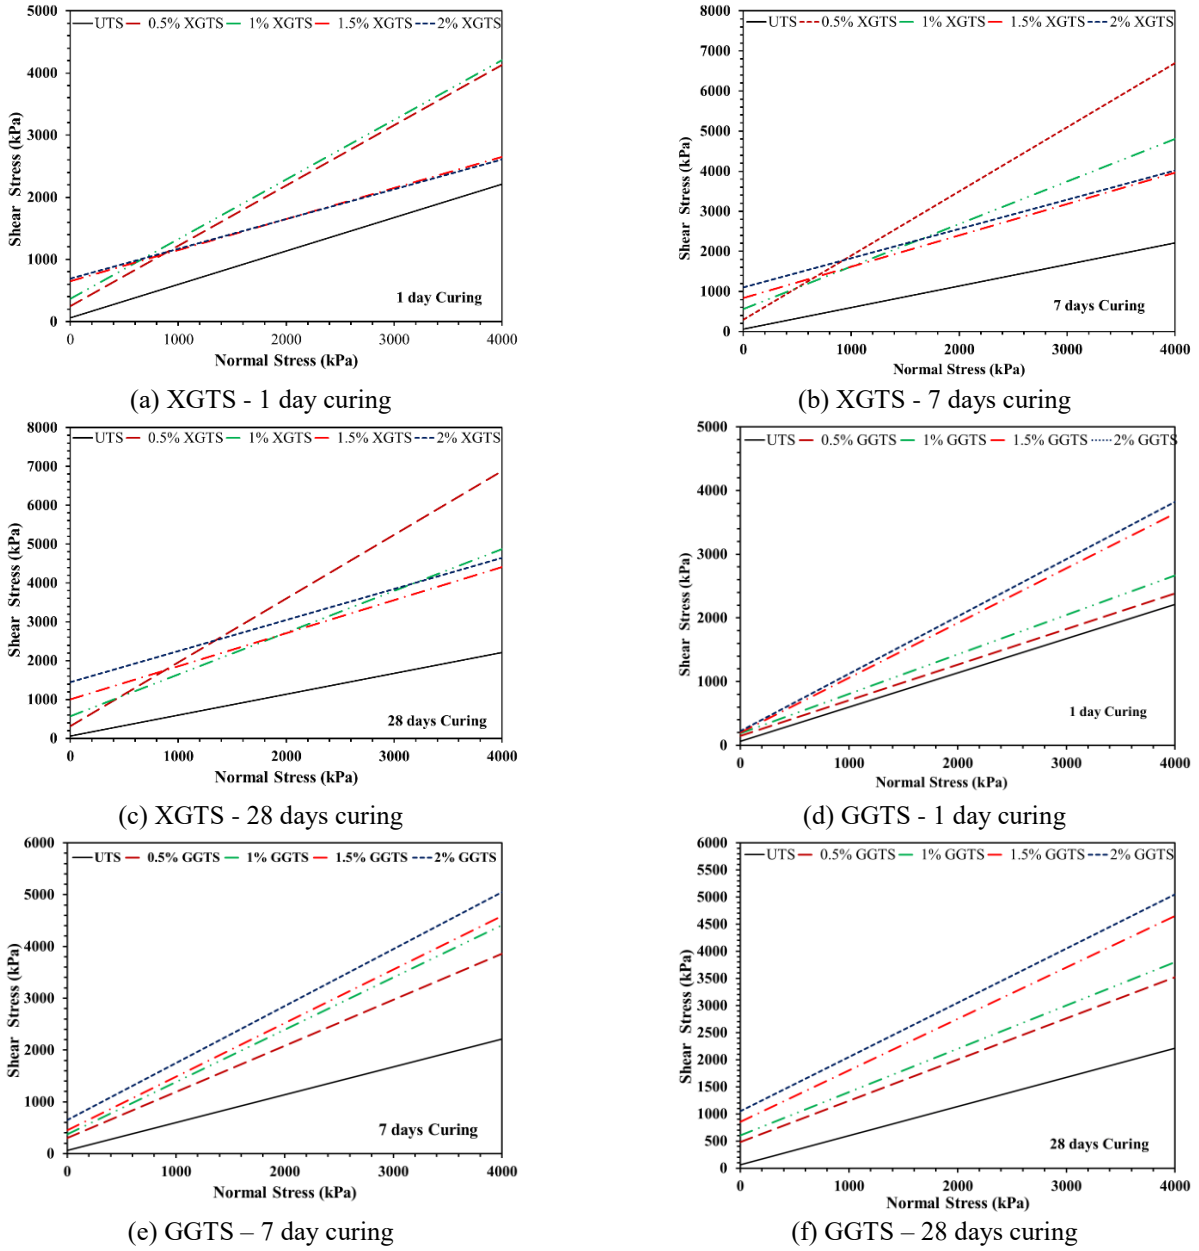 UTS 0.5% XGTS 1% XGTS 1.5% XGTS 2% XGTS
5000
4000
3000
2000
1000
0
Shear Stress (kPa)
1 day Curing
0 1000 2000 3000 4000
Normal Stress (kPa)
(a) XGTS - 1 day curing
UTS 0.5% XGTS 1% XGTS 1.5% XGTS 2% XGTS
8000
7000
6000
5000
4000
3000
2000
1000
0
Shear Stress (kPa)
7 days Curing
0 1000 2000 3000 4000
Normal Stress (kPa)
(b) XGTS - 7 days curing
UTS 0.5% XGTS 1% XGTS 1.5% XGTS 2% XGTS
8000
7000
6000
5000
4000
3000
2000
1000
0
Shear Stress (kPa)
28 days Curing
0 1000 2000 3000 4000
Normal Stress (kPa)
(c) XGTS - 28 days curing
UTS 0.5% GGTS 1% GGTS 1.5% GGTS 2% GGTS
5000
4000
3000
2000
1000
0
Shear Stress (kPa)
1 day Curing
0 1000 2000 3000 4000
Normal Stress (kPa)
(d) GGTS - 1 day curing
UTS 0.5% GGTS 1% GGTS 1.5% GGTS 2% GGTS
6000
5000
4000
3000
2000
1000
0
Shear Stress (kPa)
7 days Curing
0 1000 2000 3000 4000
Normal Stress (kPa)
(e) GGTS – 7 day curing
UTS 0.5% GGTS 1% GGTS 1.5% GGTS 2% GGTS
6000
5500
5000
4500
4000
3500
3000
2500
2000
1500
1000
500
0
Shear Stress (kPa)
28 days Curing
0 1000 2000 3000 4000
Normal Stress (kPa)
(f) GGTS – 28 days curing